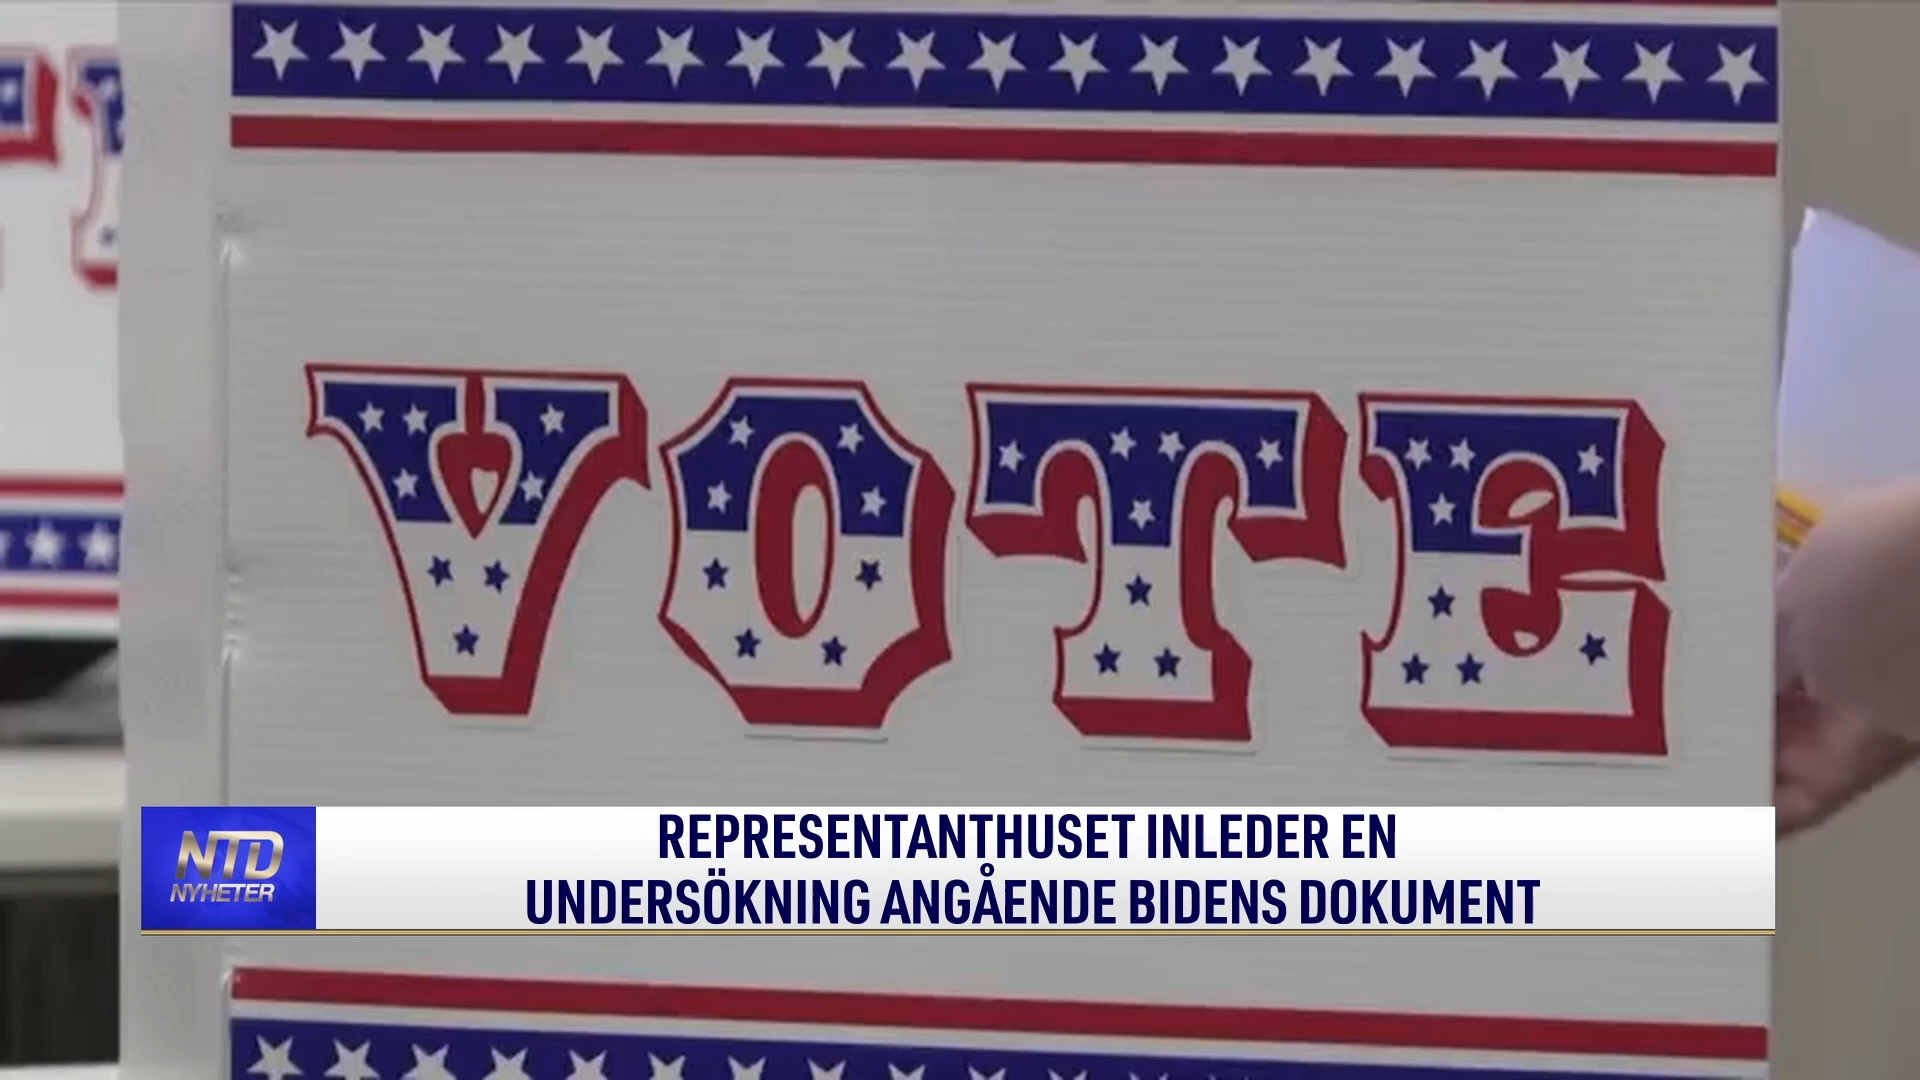 VOTE
NTD
NYHETER
REPRESENTANTHUSET INLEDER EN
UNDERSÖKNING ANGÅENDE BIDENS DOKUMENT